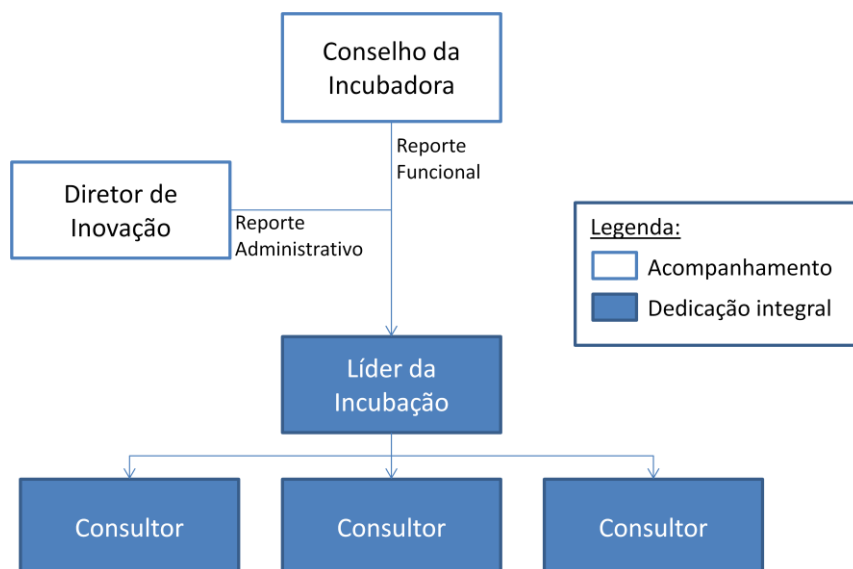 Conselho da
Incubadora
Reporte
Funcional
Diretor de
Inovação
Reporte
Administrativo
Legenda:
Acompanhamento
Dedicação integral
Líder da
Incubação
Consultor
Consultor
Consultor